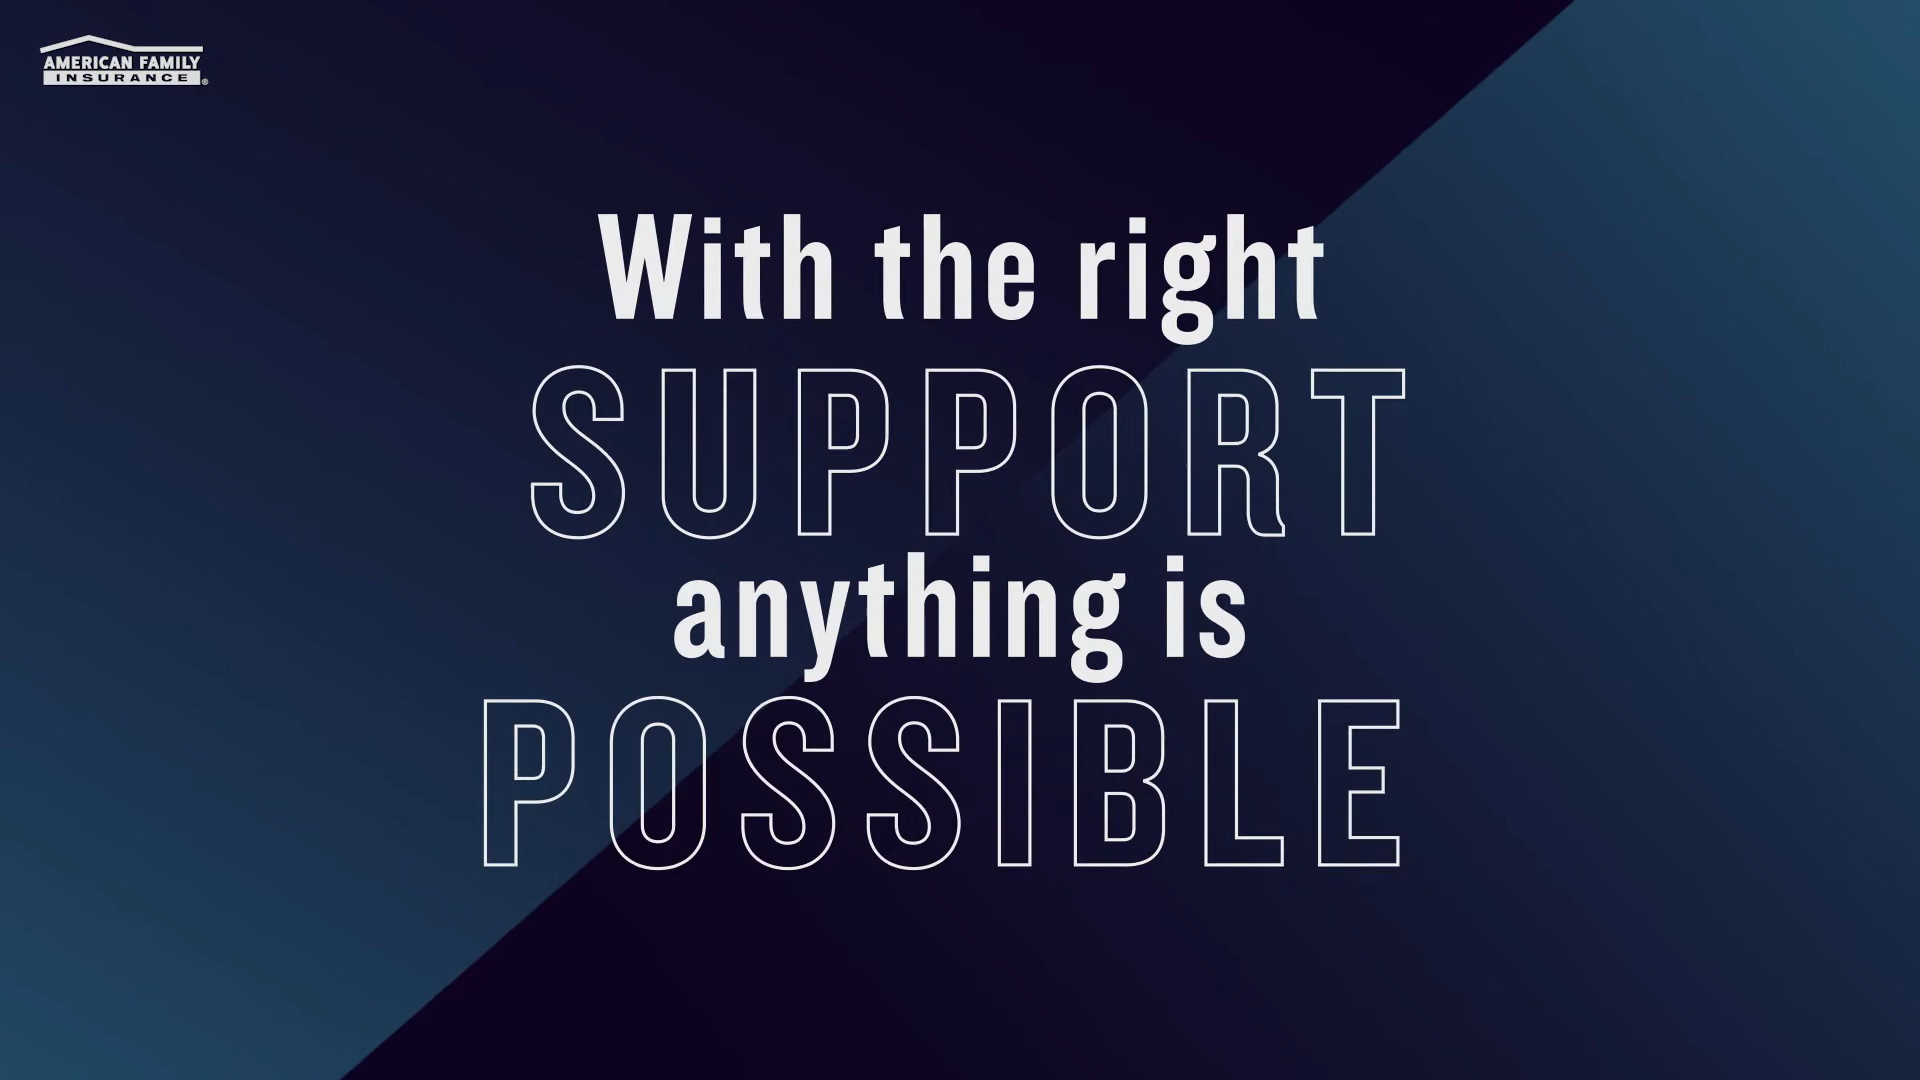 AMERICAN FAMILY
INSURANCE®
With the right
SUPPORT
anything is
POSSIBLE